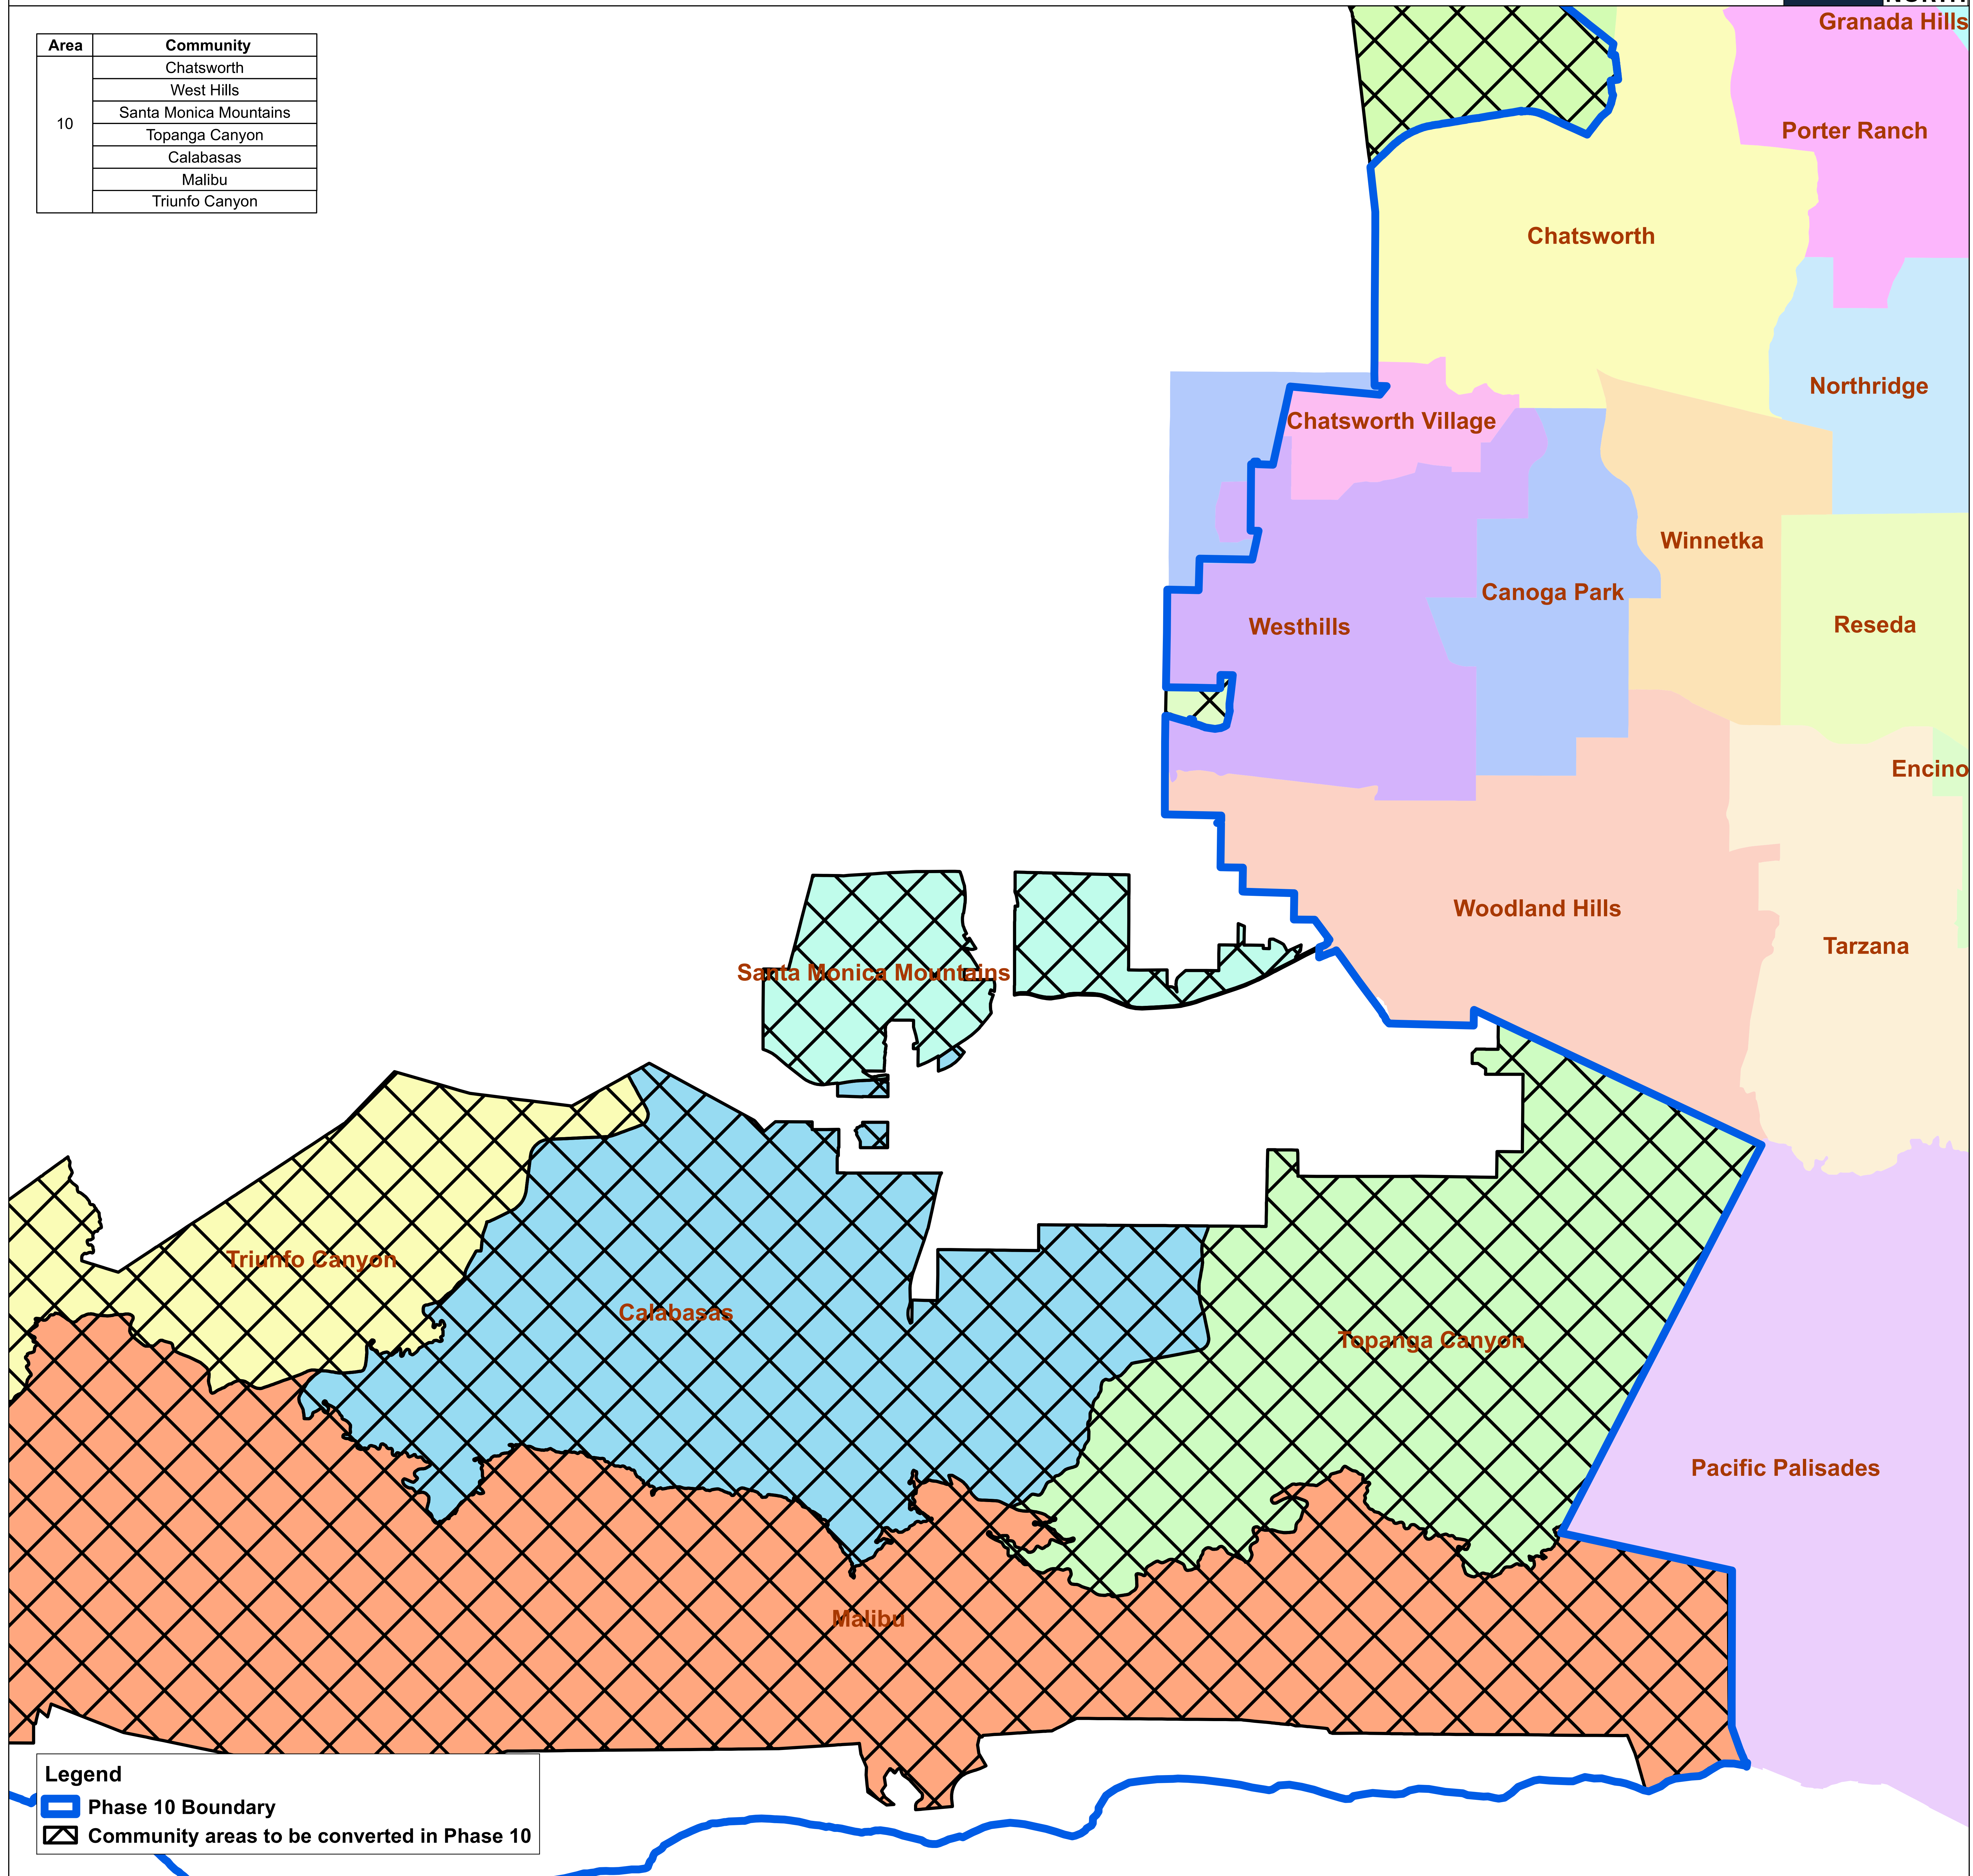 Granada Hills
Area Community
10
Chatsworth
West Hills
Santa Monica Mountains
Topanga Canyon
Calabasas
Malibu
Triunfo Canyon
Porter Ranch
Chatsworth
Northridge
Chatsworth Village
Winnetka
Canoga Park
Reseda
Westhills
Encino
Woodland Hills
Tarzana
Santa Monica Mountains
Triunfo Canyon
Calabasas
Topanga Canyon
Pacific Palisades
Malibu
Legend
Phase 10 Boundary
Community areas to be converted in Phase 10